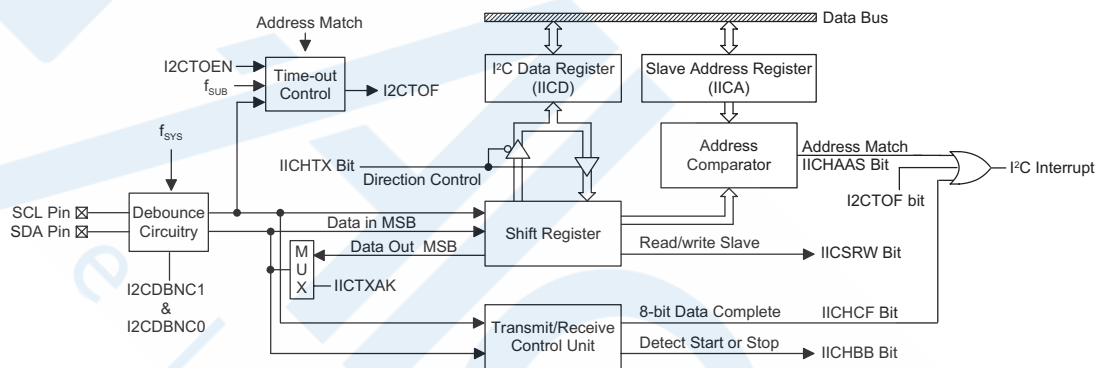 Data Bus
Address Match
I2CTOEN
fSUB
Time-out
Control
I2CTOF
I²C Data Register
(IICD)
Slave Address Register
(IICA)
fSYS
IICHTX Bit
Direction Control
Address
Comparator
Address Match
IICHAAS Bit
I²C Interrupt
I2CTOF bit
SCL Pin
SDA Pin
Debounce
Circuitry
Data in MSB
Shift Register
Data Out MSB
M
U
X
IICTXAK
Read/write Slave
IICSRW Bit
I2CDBNC1
&
I2CDBNC0
Transmit/Receive
Control Unit
8-bit Data Complete
IICHCF Bit
Detect Start or Stop
IICHBB Bit